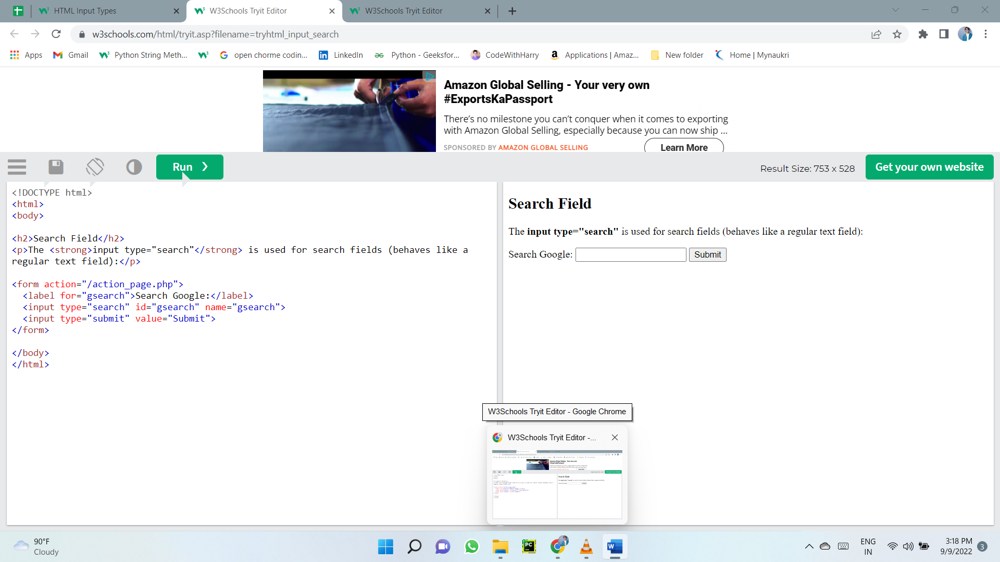 HTML Input Types
W3Schools Tryit Editor
W3Schools Tryit Editor
w3schools.com/html/tryit.asp?filename=tryhtml_input_search
Apps
Gmail
Python String Meth...
open chorme codin...
LinkedIn
Python - Geeksfor...
CodeWithHarry
Applications | Amaz...
New folder
Home | Mynaukri
Amazon Global Selling - Your very own
#ExportsKaPassport
There's no milestone you can't conquer when it comes to exporting
with Amazon Global Selling, especially because you can now ship ...
SPONSORED BY AMAZON GLOBAL SELLING
Learn More
Run ❯
Result Size: 753 x 528
Get your own website
<!DOCTYPE html>
<html>
<body>
<h2>Search Field</h2>
<p>The <strong>input type="search"</strong> is used for search fields (behaves like a
regular text field):</p>
<form action="/action_page.php">
<label for="gsearch">Search Google:</label>
<input type="search" id="gsearch" name="gsearch">
<input type="submit" value="Submit">
</form>
</body>
</html>
Search Field
The input type="search" is used for search fields (behaves like a regular text field):
Search Google:
Submit
W3Schools Tryit Editor - Google Chrome
W3Schools Tryit Editor -...
90°F
Cloudy
PC
W
ENG
IN
3:18 PM
9/9/2022
3